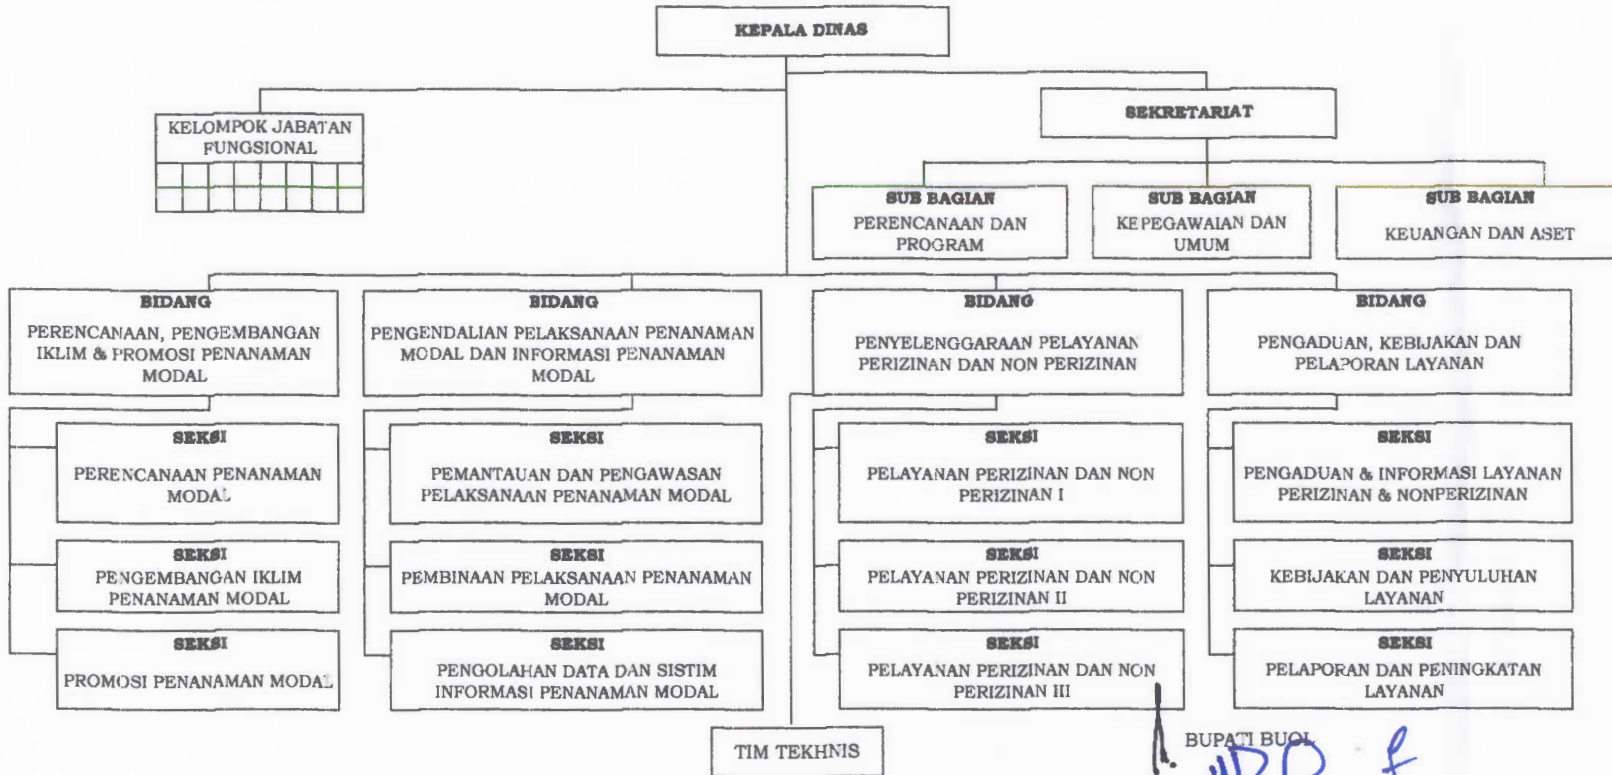 KEPALA DINAS
KELOMPOK JABATAN
FUNGSIONAL
SEKRETARIAT
SUB BAGIAN
PERENCANAAN DAN
PROGRAM
SUB BAGIAN
KEPEGAWAIAN DAN
UMUM
SUB BAGIAN
KEUANGAN DAN ASET
BIDANG
PERENCANAAN, PENGEMBANGAN
IKLIM & PROMOSI PENANAMAN
MODAL
BIDANG
PENGENDALIAN PELAKSANAAN PENANAMAN
MODAL DAN INFORMASI PENANAMAN
MODAL
BIDANG
PENYELENGGARAAN PELAYANAN
PERIZINAN DAN NON PERIZINAN
BIDANG
PENGADUAN, KEBIJAKAN DAN
PELAPORAN LAYANAN
SEKSI
PERENCANAAN PENANAMAN
MODAL
SEKSI
PENGEMBANGAN IKLIM
PENANAMAN MODAL
SEKSI
PROMOSI PENANAMAN MODAL
SEKSI
PEMANTAUAN DAN PENGAWASAN
PELAKSANAAN PENANAMAN MODAL
SEKSI
PEMBINAAN PELAKSANAAN PENANAMAN
MODAL
SEKSI
PENGOLAHAN DATA DAN SISTIM
INFORMASI PENANAMAN MODAL
SEKSI
PELAYANAN PERIZINAN DAN NON
PERIZINAN I
SEKSI
PELAYANAN PERIZINAN DAN NON
PERIZINAN II
SEKSI
PELAYANAN PERIZINAN DAN NON
PERIZINAN III
SEKSI
PENGADUAN & INFORMASI LAYANAN
PERIZINAN & NONPERIZINAN
SEKSI
KEBIJAKAN DAN PENYULUHAN
LAYANAN
SEKSI
PELAPORAN DAN PENINGKATAN
LAYANAN
TIM TEKHNIS
BUPATI BUOL